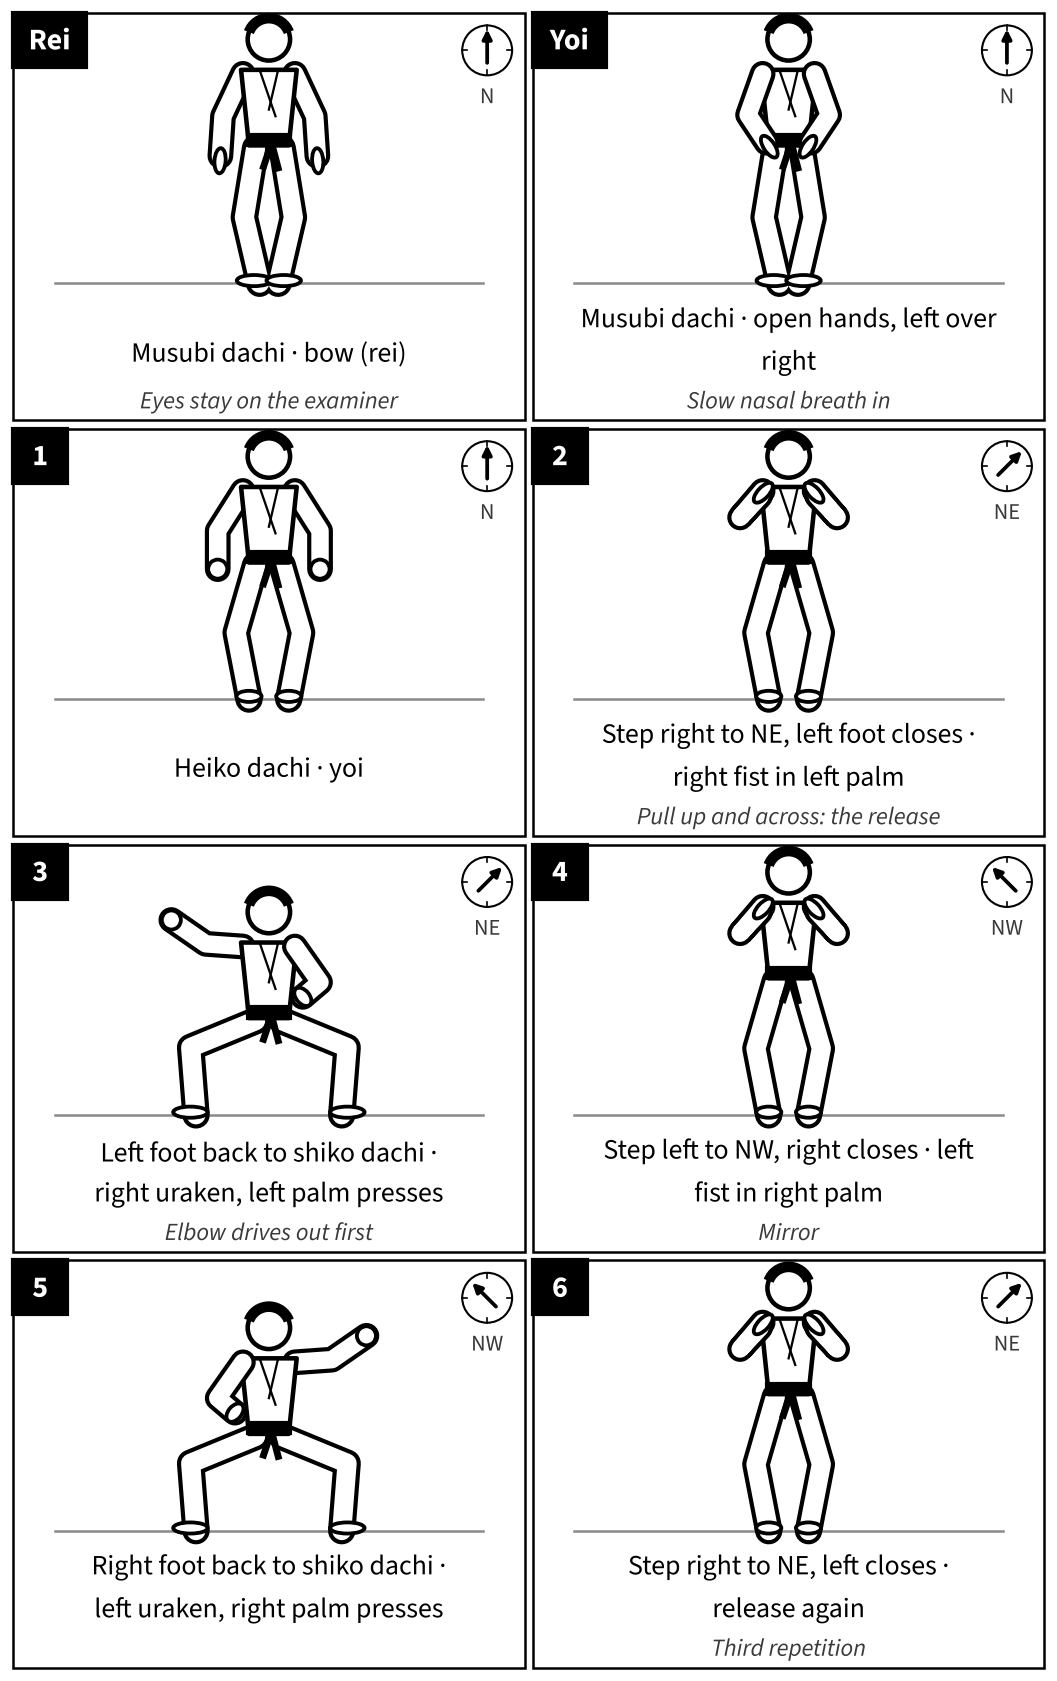 Rei
N
Musubi dachi · bow (rei)
Eyes stay on the examiner
Yoi
N
Musubi dachi · open hands, left over
right
Slow nasal breath in
1
N
Heiko dachi · yoi
2
NE
Step right to NE, left foot closes ·
right fist in left palm
Pull up and across: the release
3
NE
Left foot back to shiko dachi ·
right uraken, left palm presses
Elbow drives out first
4
NW
Step left to NW, right closes · left
fist in right palm
Mirror
5
NW
Right foot back to shiko dachi ·
left uraken, right palm presses
6
NE
Step right to NE, left closes ·
release again
Third repetition